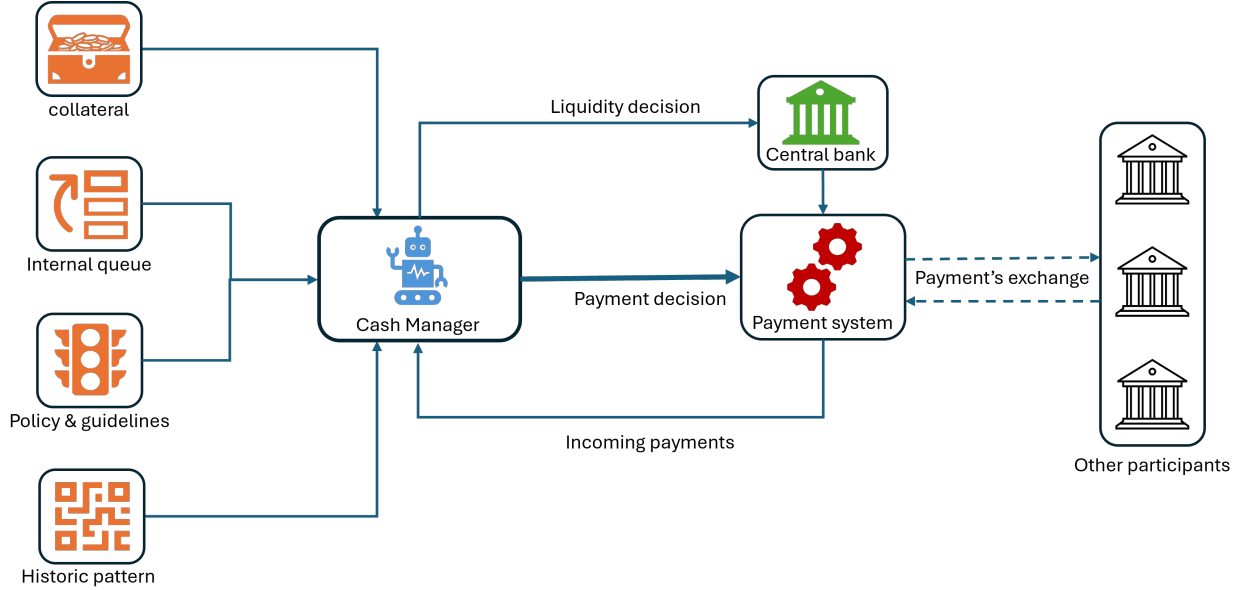 collateral
Internal queue
Policy & guidelines
Historic pattern
Cash Manager
Liquidity decision
Central bank
Payment decision
Payment system
Incoming payments
Payment's exchange
Other participants